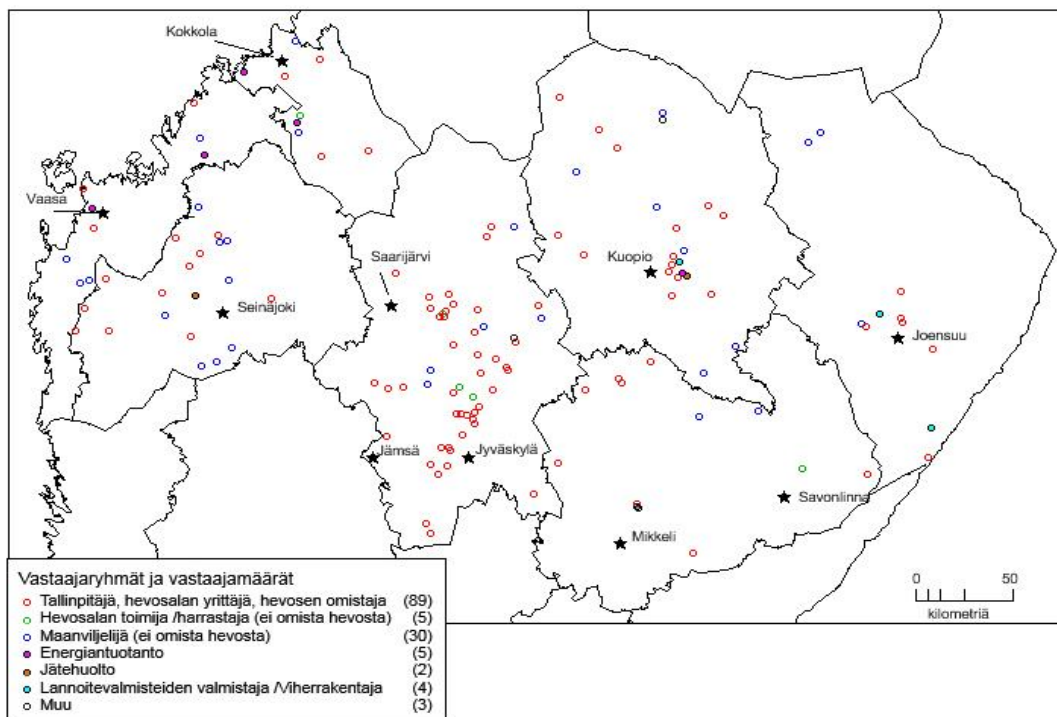 Kokkola
Vaasa
Saarijärvi
Kuopio
Seinäjoki
Joensuu
Jämsä
Jyväskylä
Savonlinna
Mikkeli
0 50
kilometriä
Vastaajaryhmät ja vastaajamäärät
Tallinpitäjä, hevosalan yrittäjä, hevosen omistaja (89)
Hevosalan toimija /harrastaja (ei omista hevosta) (5)
Maanviljelijä (ei omista hevosta) (30)
Energiantuotanto (5)
Jätehuolto (2)
Lannoitevalmisteiden valmistaja /Viherrakentaja (4)
Muu (3)